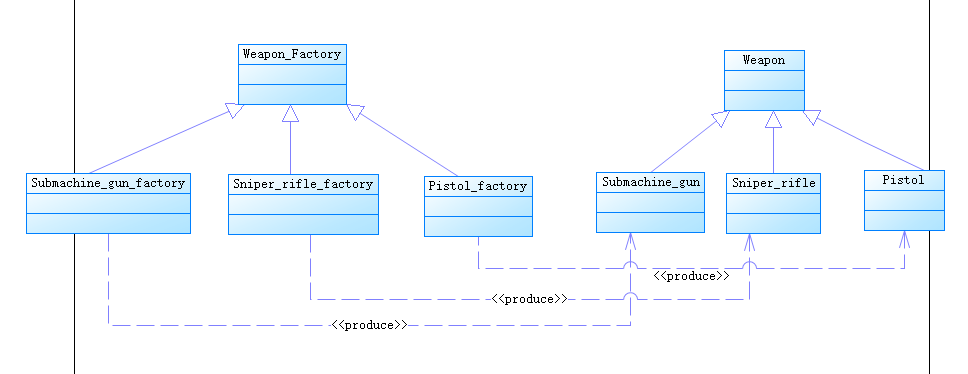 Weapon_Factory
Weapon
Submachine_gun_factory
Sniper_rifle_factory
Pistol_factory
Submachine_gun
Sniper_rifle
Pistol
<<produce>>
<<produce>>
<<produce>>